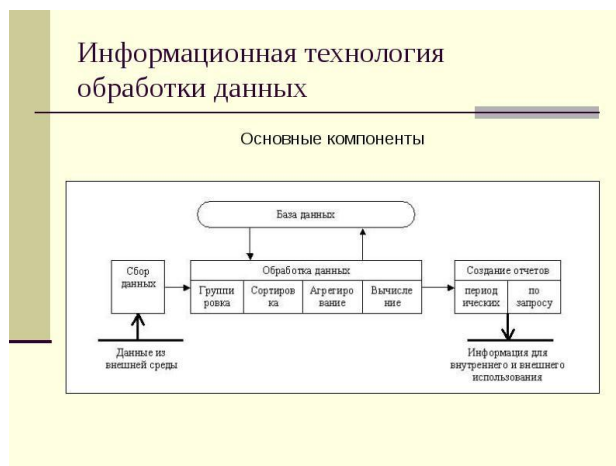 Информационная технология
обработки данных
Основные компоненты
База данных
Сбор
данных
Обработка данных
Группи
ровка
Сортиров
ка
Агрегиро
вание
Вычисле
ние
Создание отчетов
период
ических
по
запросу
Данные из
внешней среды
Информация для
внутреннего и внешнего
использования